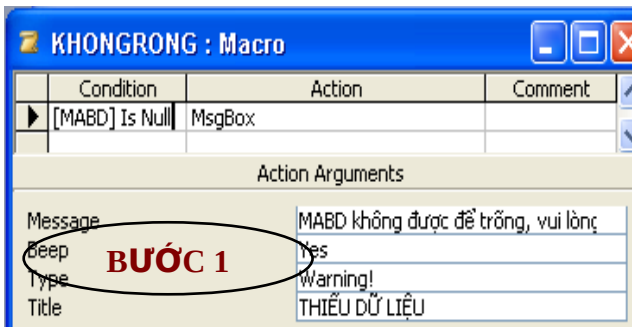 KHONGRONG : Macro
Condition Action Comment
[MABD] Is Null MsgBox
Action Arguments
Message MABD không được để trống, vui lòng
Beep Yes
Type Warning!
Title THIẾU DỮ LIỆU
BƯỚC 1